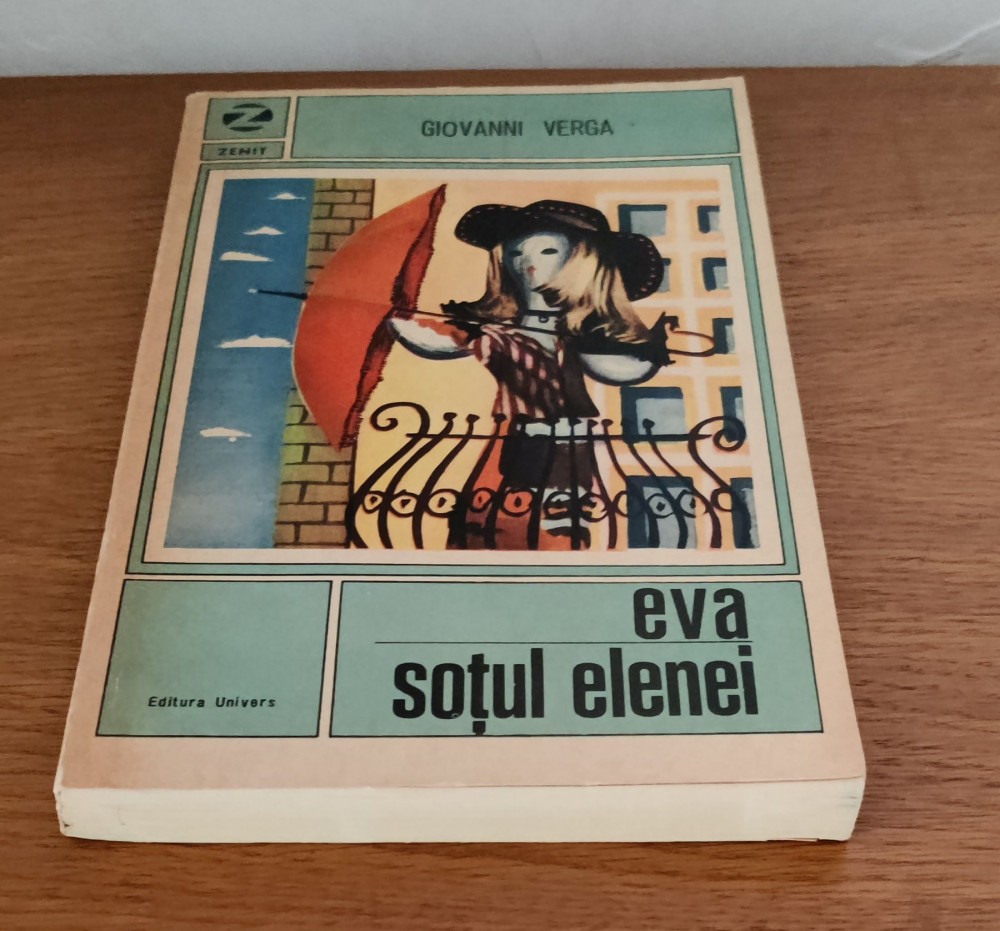 Z
ZENIT
GIOVANNI VERGA
eva
soțul elenei
Editura Univers